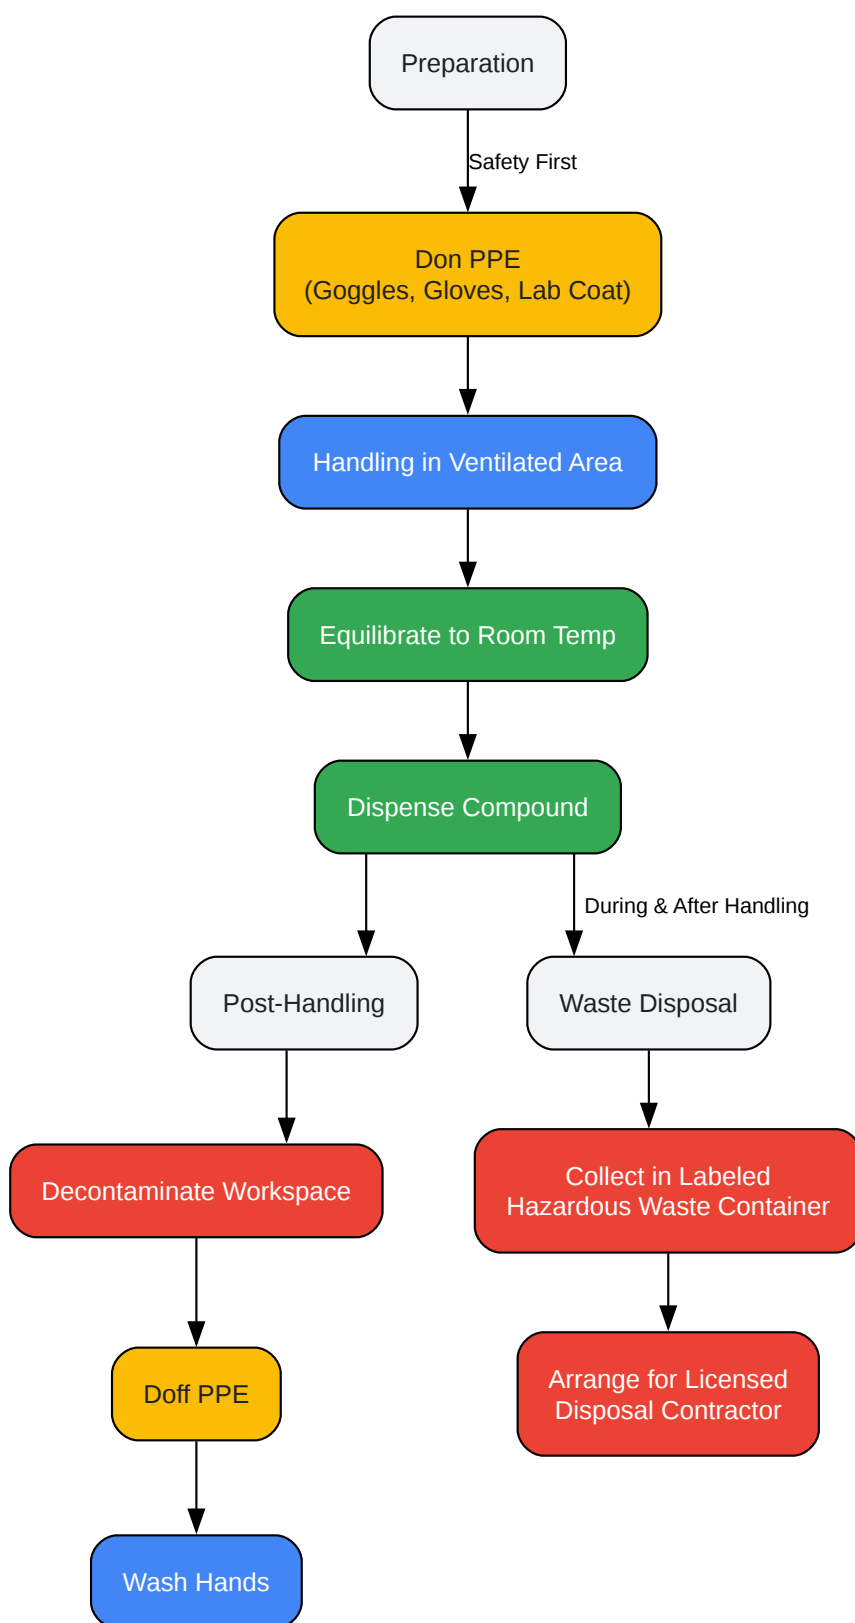 Preparation
Safety First
Don PPE
(Goggles, Gloves, Lab Coat)
Handling in Ventilated Area
Equilibrate to Room Temp
Dispense Compound
During & After Handling
Post-Handling
Waste Disposal
Decontaminate Workspace
Collect in Labeled
Hazardous Waste Container
Doff PPE
Arrange for Licensed
Disposal Contractor
Wash Hands